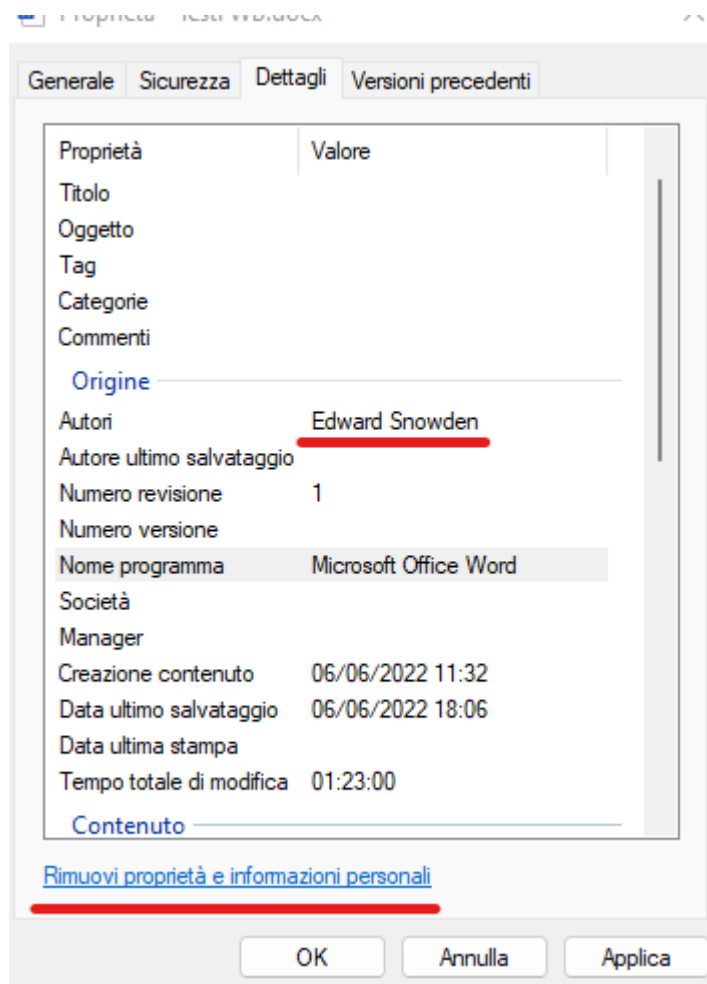 Generale Sicurezza Dettagli Versioni precedenti
Proprietà Valore
Titolo
Oggetto
Tag
Categorie
Commenti
Origine
Autori Edward Snowden
Autore ultimo salvataggio
Numero revisione 1
Numero versione
Nome programma Microsoft Office Word
Società
Manager
Creazione contenuto 06/06/2022 11:32
Data ultimo salvataggio 06/06/2022 18:06
Data ultima stampa
Tempo totale di modifica 01:23:00
Contenuto
Rimuovi proprietà e informazioni personali
OK Annulla Applica